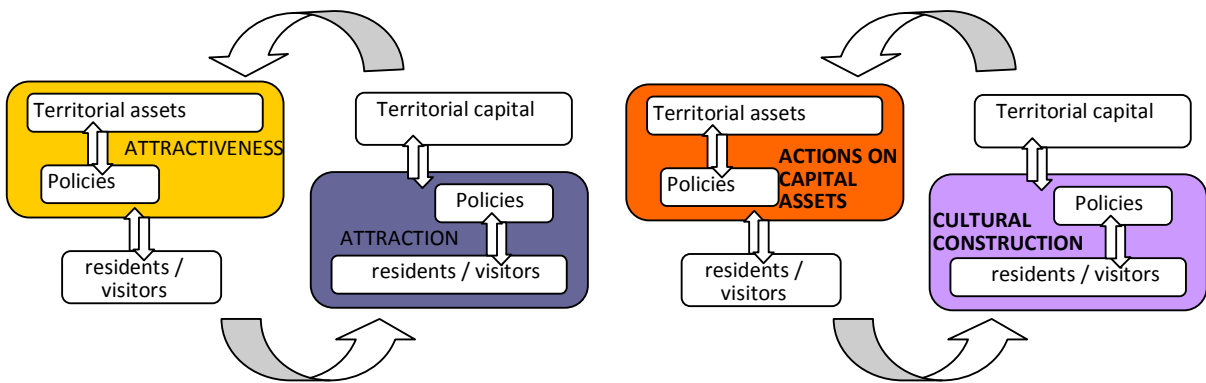 Territorial assets
ATTRACTIVENESS
Policies
residents /
visitors
Territorial capital
Policies
ATTRACTION
residents / visitors
Territorial assets
ACTIONS ON
CAPITAL
ASSETS
Policies
residents /
visitors
Territorial capital
Policies
CULTURAL
CONSTRUCTION
residents / visitors